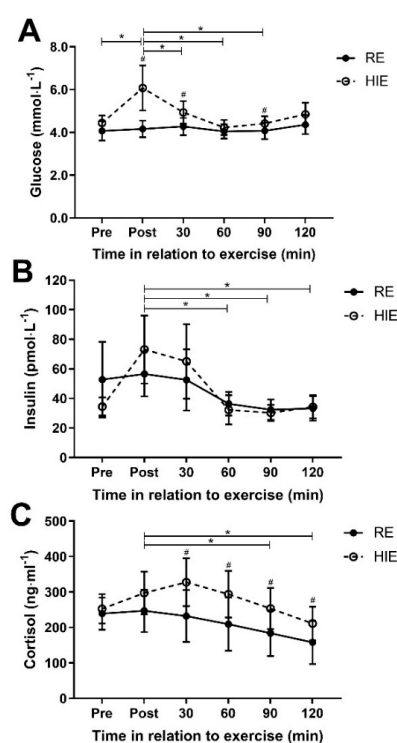 A
* * * *
RE
HIE
Glucose (mmol·L⁻¹)
8.0
6.0
4.0
2.0
0.0
# # #
Pre Post 30 60 90 120
Time in relation to exercise (min)
B
* * *
RE
HIE
Insulin (pmol·L⁻¹)
120
100
80
60
40
20
0
Pre Post 30 60 90 120
Time in relation to exercise (min)
C
* *
RE
HIE
Cortisol (ng·ml⁻¹)
500
400
300
200
100
0
# # # #
Pre Post 30 60 90 120
Time in relation to exercise (min)